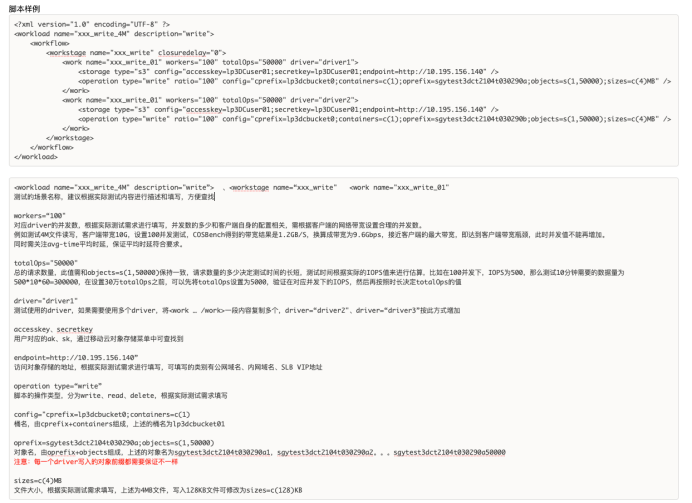 脚本样例
<?xml version="1.0" encoding="UTF-8" ?>
<workload name="xxx_write_4M" description="write">
<workflow>
<workstage name="xxx_write" closuredelay="0">
<work name="xxx_write_01" workers="100" totalOps="50000" driver="driver1">
<storage type="s3" config="accesskey=lp3DCuser01;secretkey=lp3DCuser01;endpoint=http://10.195.156.140" />
<operation type="write" ratio="100" config="cprefix=lp3dcbucket0;containers=c(1);oprefix=sgytest3dct2104t030290a;objects=s(1,50000);sizes=c(4)MB" />
</work>
<work name="xxx_write_01" workers="100" totalOps="50000" driver="driver2">
<storage type="s3" config="accesskey=lp3DCuser01;secretkey=lp3DCuser01;endpoint=http://10.195.156.140" />
<operation type="write" ratio="100" config="cprefix=lp3dcbucket0;containers=c(1);oprefix=sgytest3dct2104t030290b;objects=s(1,50000);sizes=c(4)MB" />
</work>
</workstage>
</workflow>
</workload>
<workload name="xxx_write_4M" description="write"> 、<workstage name="xxx_write" <work name="xxx_write_01"
测试的场景名称，建议根据实际测试内容进行描述和填写，方便查找
workers="100"
对应driver的并发数，根据实际测试需求进行填写，并发数的多少和客户端自身的配置相关，需根据客户端的网络带宽设置合理的并发数。
例如测试4M文件读写，客户端带宽10G，设置100并发测试，COSBench得到的带宽结果是1.2GB/S，换算成带宽为9.6Gbps，接近客户端的最大带宽，即达到客户端带宽瓶颈，此时并发值不能再增加。
同时需关注avg-time平均时延，保证平均时延符合要求。
totalOps="50000"
总的请求数量，此值需和objects=s(1,50000)保持一致，请求数量的多少决定测试时间的长短，测试时间根据实际的IOPS值来进行估算。比如在100并发下，IOPS为500，那么测试10分钟需要的数据量为
500*10*60=300000，在设置30万totalOps之前，可以先将totalOps设置为5000，验证在对应并发下的IOPS，然后再按照时长决定totalOps的值
driver="driver1"
测试使用的driver，如果需要使用多个driver，将<work … /work>一段内容复制多个，driver="driver2"、driver="driver3"按此方式增加
accesskey、secretkey
用户对应的ak、sk，通过移动云对象存储菜单中可查找到
endpoint=http://10.195.156.140"
访问对象存储的地址，根据实际测试需求进行填写，可填写的类别有公网域名、内网域名、SLB VIP地址
operation type="write"
脚本的操作类型，分为write、read、delete，根据实际测试需求填写
config="cprefix=lp3dcbucket0;containers=c(1)
桶名，由cprefix+containers组成，上述的桶名为lp3dcbucket01
oprefix=sgytest3dct2104t030290a;objects=s(1,50000)
对象名，由oprefix+objects组成，上述的对象名为sgytest3dct2104t030290a1，sgytest3dct2104t030290a2。。。sgytest3dct2104t030290a50000
注意：每一个driver写入的对象前缀都需要保证不一样
sizes=c(4)MB
文件大小，根据实际测试需求填写，上述为4MB文件，写入128KB文件可修改为sizes=c(128)KB